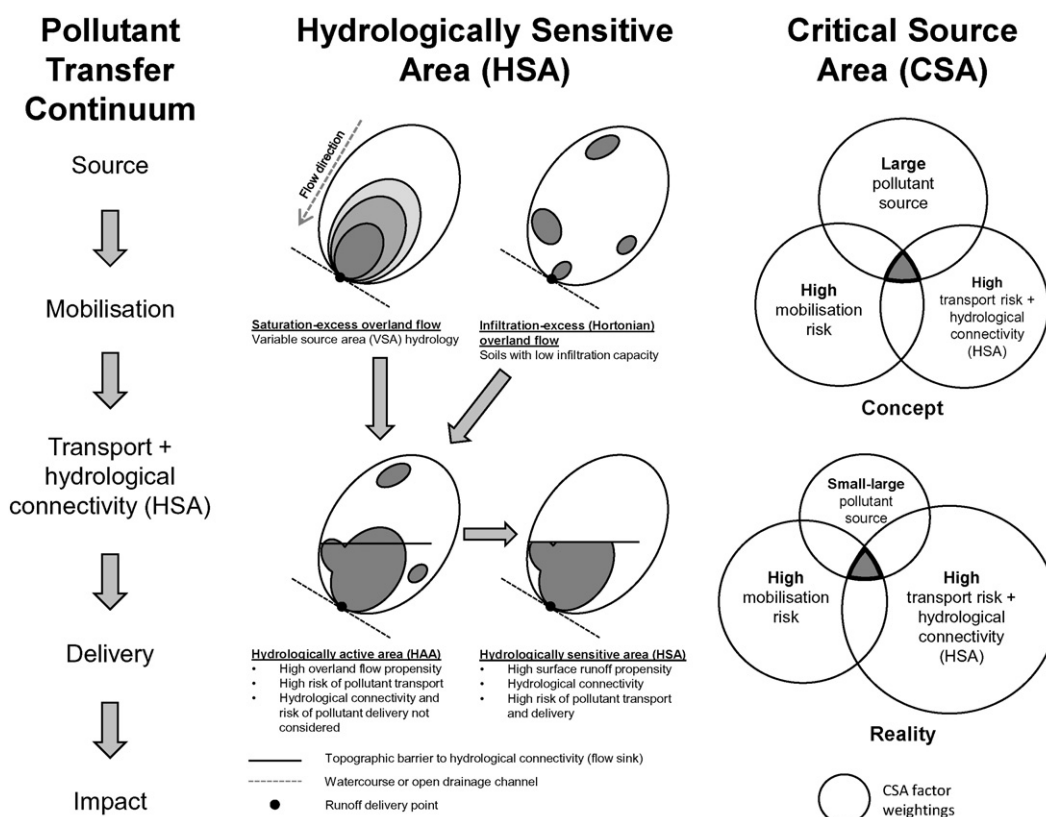 Pollutant
Transfer
Continuum
Source
Mobilisation
Transport +
hydrological
connectivity (HSA)
Delivery
Impact
Hydrologically Sensitive
Area (HSA)
Flow direction
Saturation-excess overland flow
Variable source area (VSA) hydrology
Infiltration-excess (Hortonian)
overland flow
Soils with low infiltration capacity
Hydrologically active area (HAA)
• High overland flow propensity
• High risk of pollutant transport
• Hydrological connectivity and
risk of pollutant delivery not
considered
Hydrologically sensitive area (HSA)
• High surface runoff propensity
• Hydrological connectivity
• High risk of pollutant transport
and delivery
Topographic barrier to hydrological connectivity (flow sink)
Watercourse or open drainage channel
Runoff delivery point
Critical Source
Area (CSA)
Large
pollutant
source
High
mobilisation
risk
High
transport risk +
hydrological
connectivity
(HSA)
Concept
Small-large
pollutant
source
High
mobilisation
risk
High
transport risk +
hydrological
connectivity
(HSA)
Reality
CSA factor
weightings